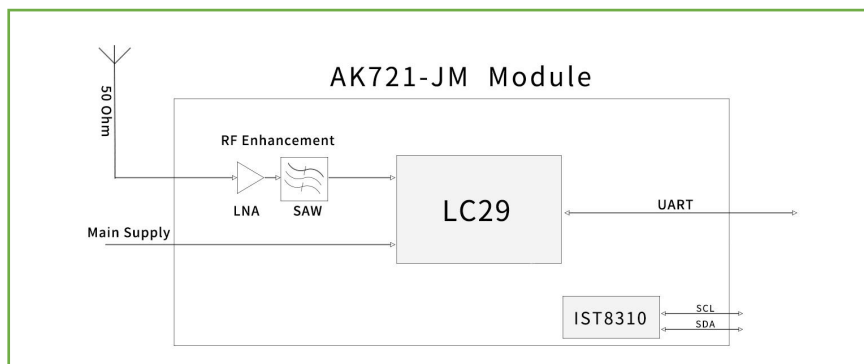 AK721-JM Module
50 Ohm
RF Enhancement
LNA
SAW
LC29
UART
Main Supply
IST8310
SCL
SDA